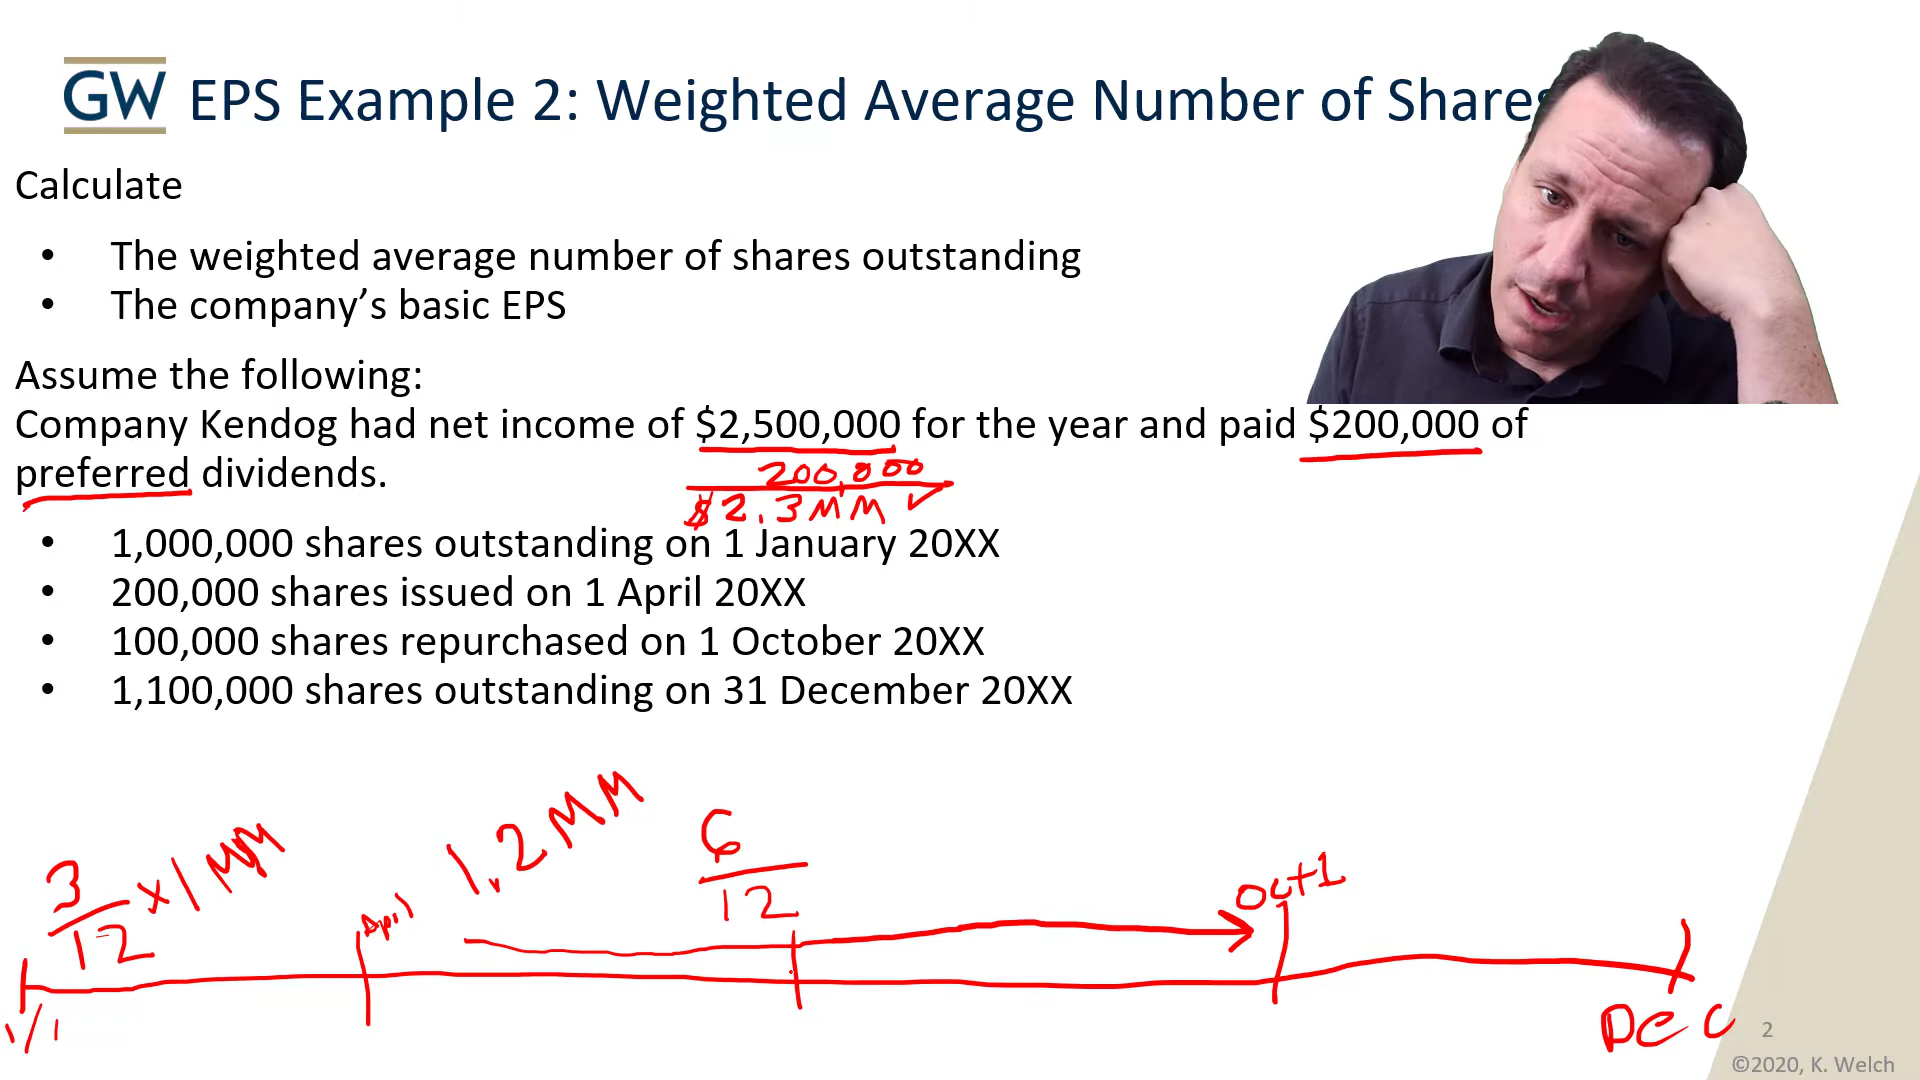 GW EPS Example 2: Weighted Average Number of Shares
Calculate
• The weighted average number of shares outstanding
• The company’s basic EPS
Assume the following:
Company Kendog had net income of $2,500,000 for the year and paid $200,000 of
preferred dividends.
200,000
$2.3MM ✓
• 1,000,000 shares outstanding on 1 January 20XX
• 200,000 shares issued on 1 April 20XX
• 100,000 shares repurchased on 1 October 20XX
• 1,100,000 shares outstanding on 31 December 20XX
3/12 x 1 MM
April
1.2MM
6/12
Oct 1
1/1
DEC
2
©2020, K. Welch